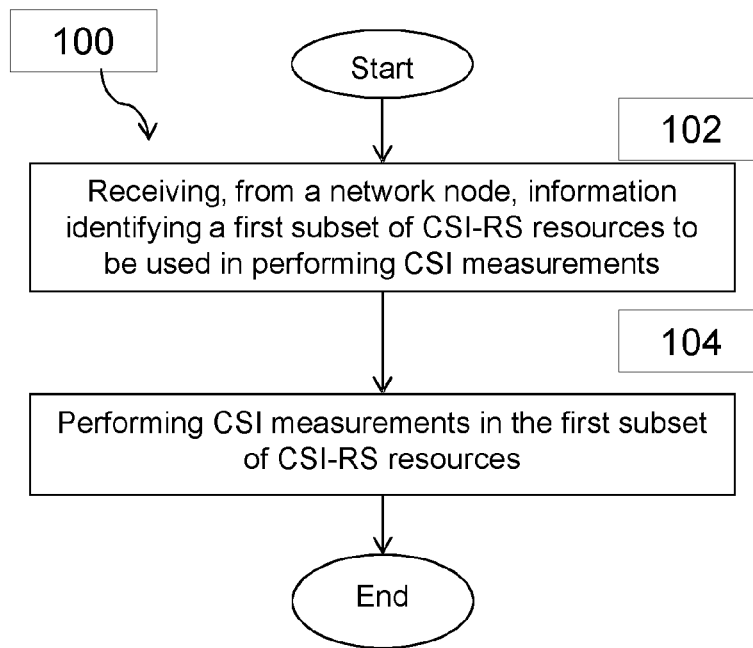 100
Start
102
Receiving, from a network node, information
identifying a first subset of CSI-RS resources to
be used in performing CSI measurements
104
Performing CSI measurements in the first subset
of CSI-RS resources
End